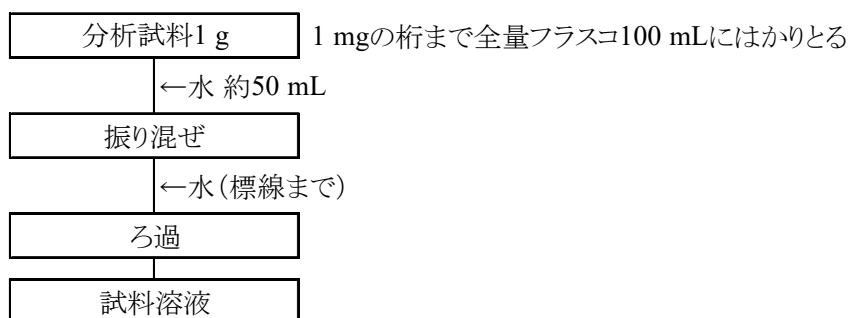 分析試料1 g 1 mgの桁まで全量フラスコ100 mLにはかりとる
←水 約50 mL
振り混ぜ
←水(標線まで)
ろ過
試料溶液